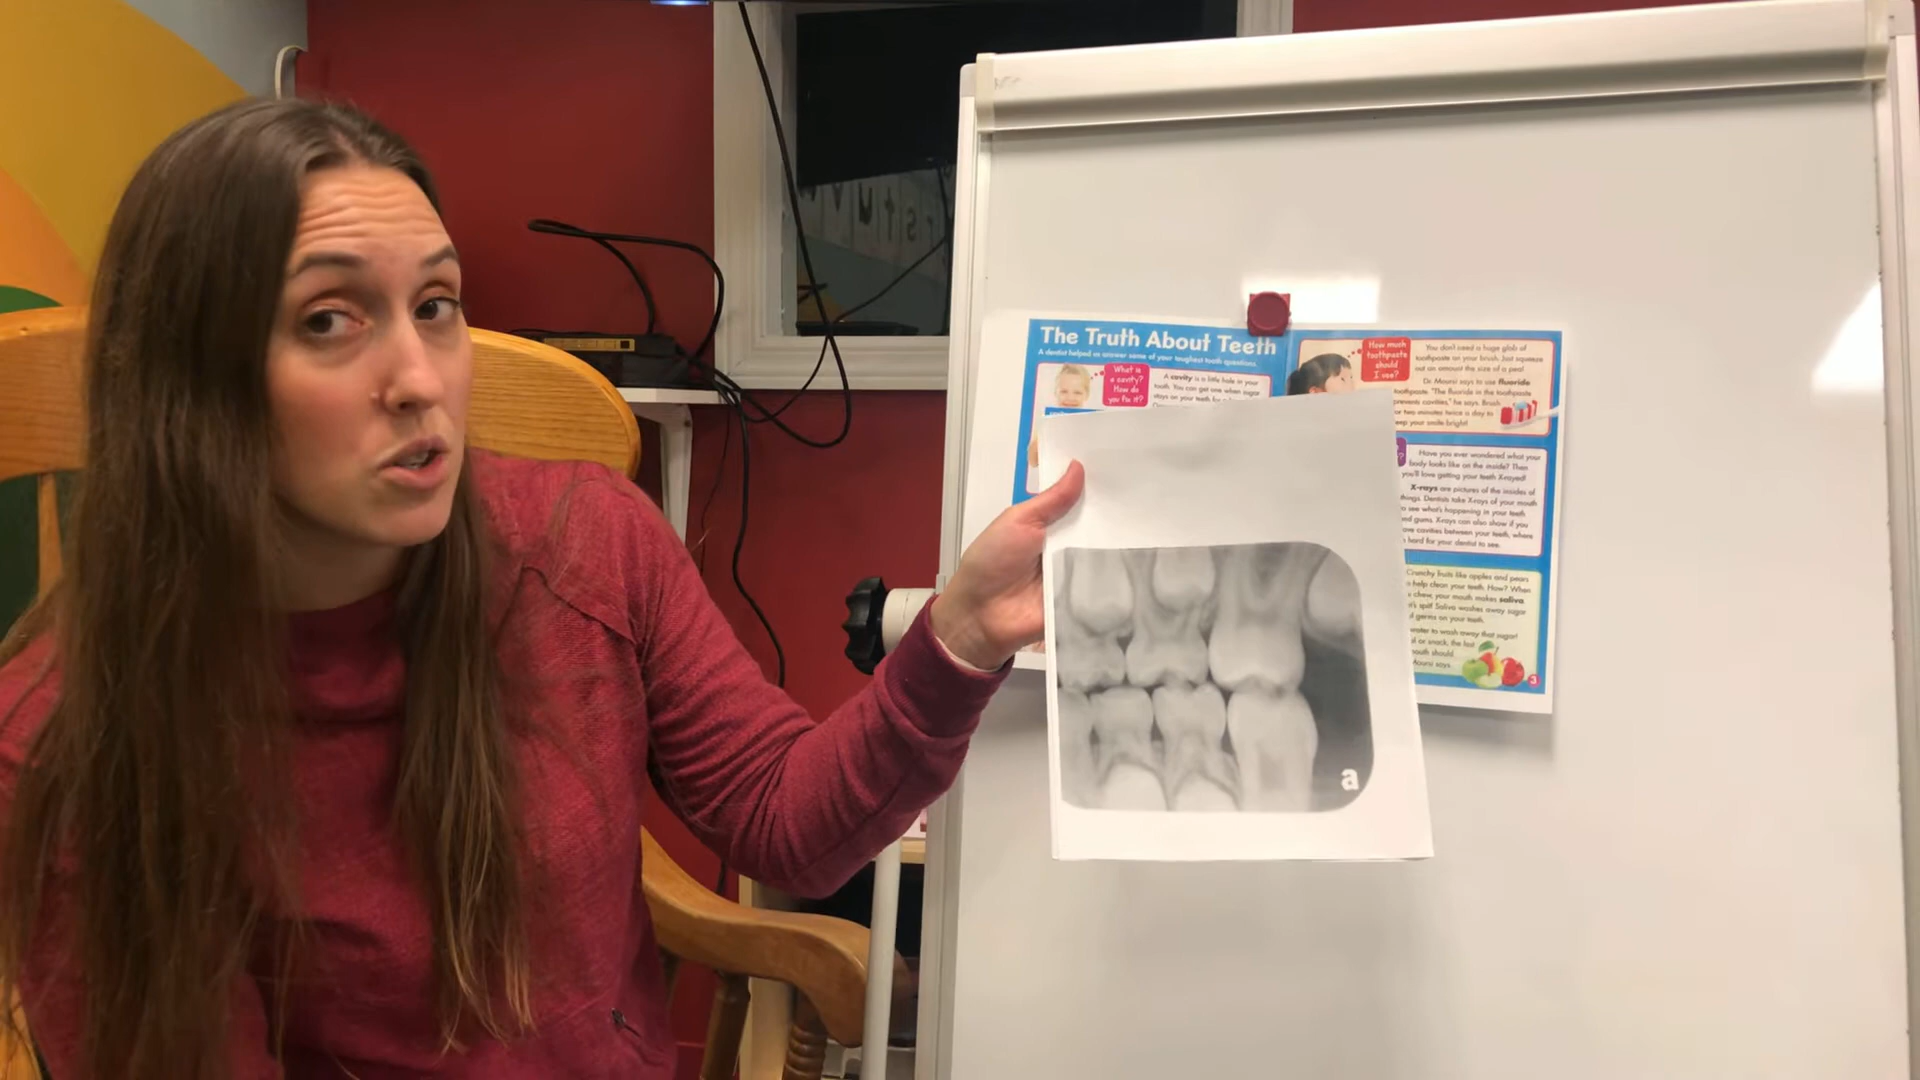 The Truth About Teeth
A dentist helped us answer some of your toughest tooth questions.
What is
a cavity?
How do
you fix it?
A cavity is a little hole in your
tooth. You can get one when sugar
stays on your teeth for
How much
toothpaste
should
I use?
You don't need a huge glob of
toothpaste on your brush. Just squeeze
out an amount the size of a pea!
Dr. Moursi says to use fluoride
toothpaste. "The fluoride in the toothpaste
prevents cavities," he says. Brush
for two minutes twice a day to
keep your smile bright!
?
Have you ever wondered what your
body looks like on the inside? Then
you'll love getting your teeth X-rayed!
X-rays are pictures of the insides of
things. Dentists take X-rays of your mouth
to see what's happening in your teeth
and gums. X-rays can also show if you
have cavities between your teeth, where
hard for your dentist to see.
Crunchy fruits like apples and pears
help clean your teeth. How? When
chew, your mouth makes saliva
it's spit! Saliva washes away sugar
germs on your teeth.
water to wash away that sugar!
or snack, the last
mouth should
Moursi says.
3
a
r s t u v